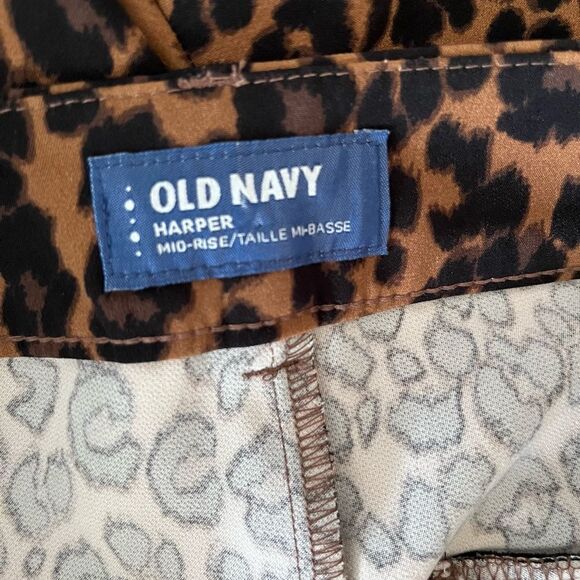 OLD NAVY
HARPER
MID-RISE/TAILLE MI-BASSE